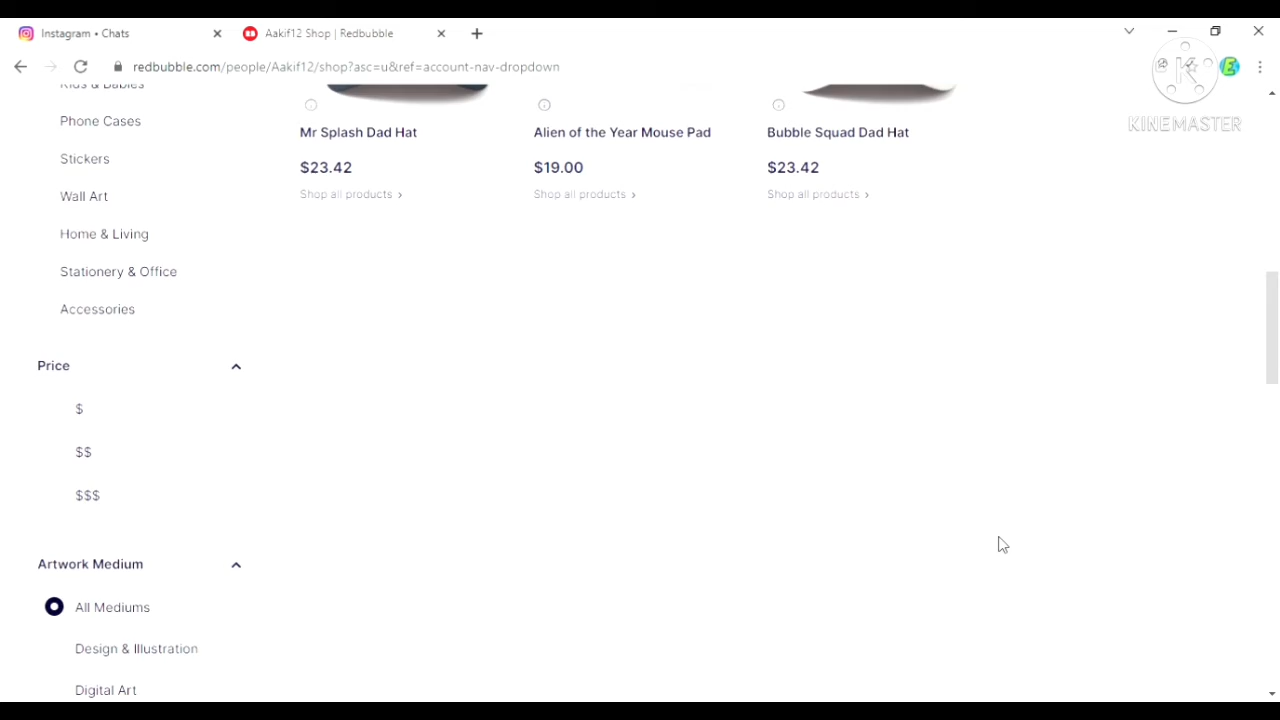 Instagram • Chats
Aakif12 Shop | Redbubble
redbubble.com/people/Aakif12/shop?asc=u&ref=account-nav-dropdown
KINEMASTER
Kids & Babies
Phone Cases
Stickers
Wall Art
Home & Living
Stationery & Office
Accessories
Price
$
$$
$$$
Artwork Medium
All Mediums
Design & Illustration
Digital Art
Mr Splash Dad Hat
$23.42
Shop all products ›
Alien of the Year Mouse Pad
$19.00
Shop all products ›
Bubble Squad Dad Hat
$23.42
Shop all products ›